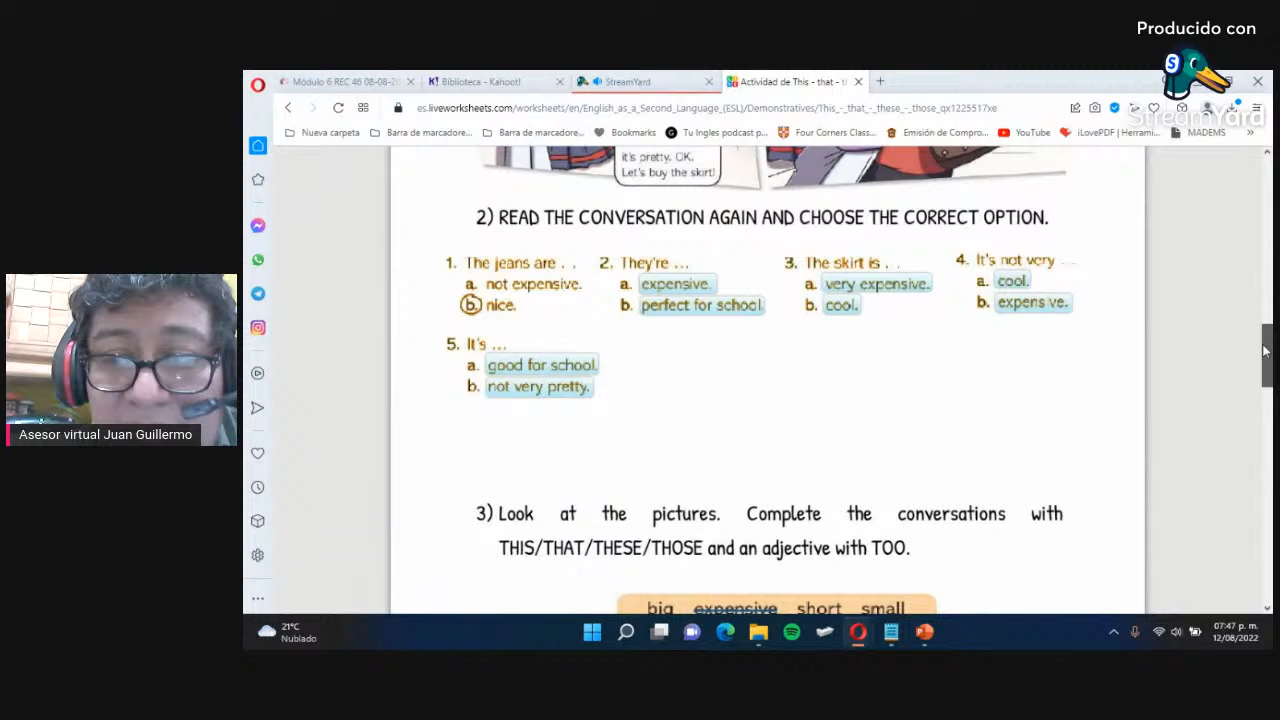 Producido con
StreamYard
Módulo 6 REC 46 08-08-2
Biblioteca - Kahoot!
StreamYard
Actividad de This - that - t
es.liveworksheets.com/worksheets/en/English_as_a_Second_Language_(ESL)/Demonstratives/This_-_that_-_these_-_those_qx1225517xe
Nueva carpeta
Barra de marcadore...
Barra de marcadore...
Bookmarks
Tu Ingles podcast p...
Four Corners Class...
Emisión de Compro...
YouTube
iLovePDF | Herrami...
MADEMS
it's pretty. OK.
Let's buy the skirt!
2) READ THE CONVERSATION AGAIN AND CHOOSE THE CORRECT OPTION.
1. The jeans are . .
a. not expensive.
b. nice.
2. They're ...
a. expensive.
b. perfect for school.
3. The skirt is . . .
a. very expensive.
b. cool.
4. It's not very ...
a. cool.
b. expensive.
5. It's ...
a. good for school.
b. not very pretty.
3) Look at the pictures. Complete the conversations with
THIS/THAT/THESE/THOSE and an adjective with TOO.
big expensive short small
Asesor virtual Juan Guillermo
21°C
Nublado
07:47 p. m.
12/08/2022